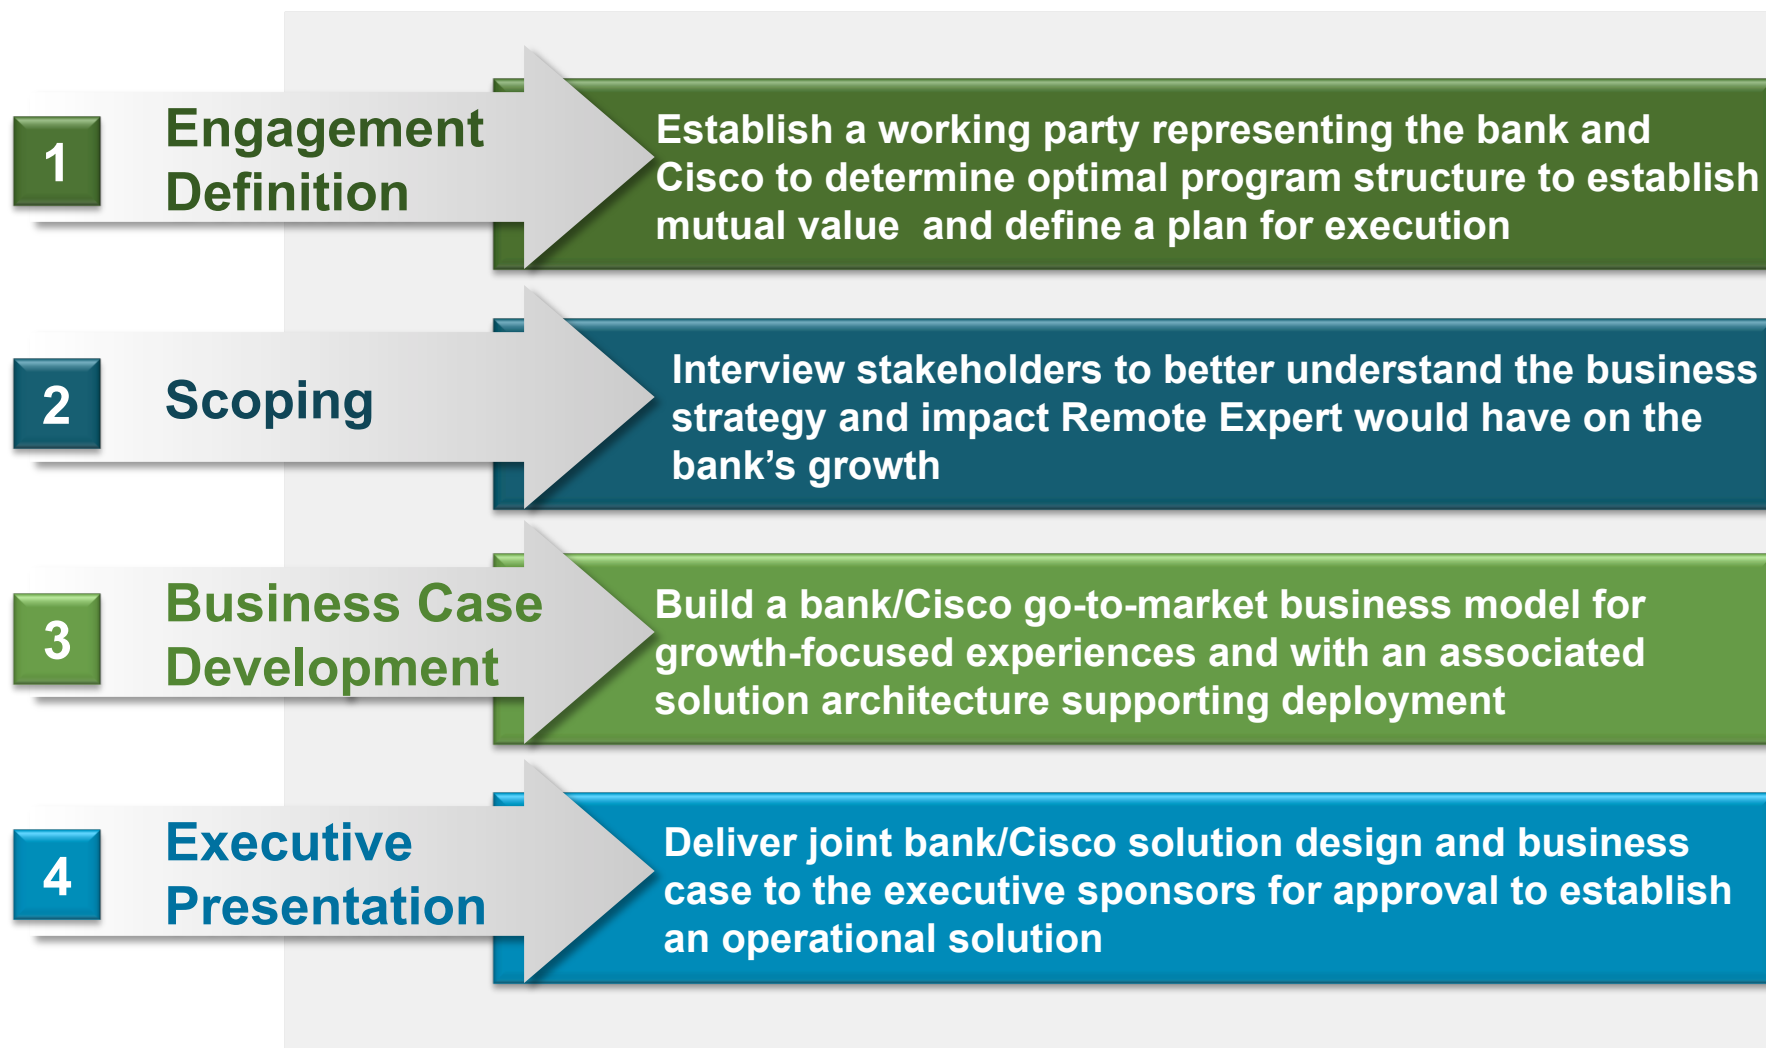 1
Engagement
Definition
Establish a working party representing the bank and
Cisco to determine optimal program structure to establish
mutual value  and define a plan for execution
2
Scoping
Interview stakeholders to better understand the business
strategy and impact Remote Expert would have on the
bank’s growth
3
Business Case
Development
Build a bank/Cisco go-to-market business model for
growth-focused experiences and with an associated
solution architecture supporting deployment
4
Executive
Presentation
Deliver joint bank/Cisco solution design and business
case to the executive sponsors for approval to establish
an operational solution